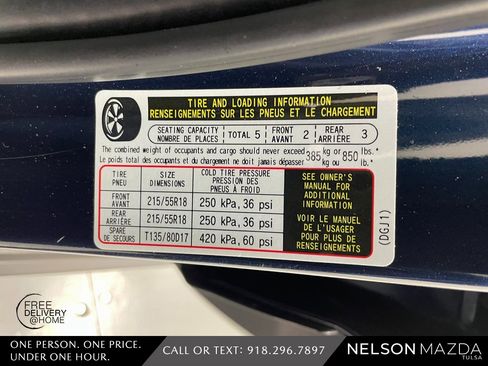 TIRE AND LOADING INFORMATION
RENSEIGNEMENTS SUR LES PNEUS ET LE CHARGEMENT
SEATING CAPACITY NOMBRE DE PLACES TOTAL 5 FRONT AVANT 2 REAR ARRIÈRE 3
The combined weight of occupants and cargo should never exceed 385 kg or 850 lbs.*
Le poids total des occupants et du chargement ne doit jamais dépasser 385 kg ou 850 lb.*
TIRE PNEU SIZE DIMENSIONS COLD TIRE PRESSURE PRESSION DES PNEUS À FROID
FRONT AVANT 215/55R18 250 kPa, 36 psi
REAR ARRIÈRE 215/55R18 250 kPa, 36 psi
SPARE DE SECOURS T135/80D17 420 kPa, 60 psi
SEE OWNER'S
MANUAL FOR
ADDITIONAL
INFORMATION
VOIR LE MANUEL
DE L'USAGER
POUR PLUS DE
RENSEIGNEMENTS
(DGJ1)
FREE
DELIVERY
@HOME
ONE PERSON. ONE PRICE.
UNDER ONE HOUR.
CALL OR TEXT: 918.296.7897
NELSON MAZDA
TULSA